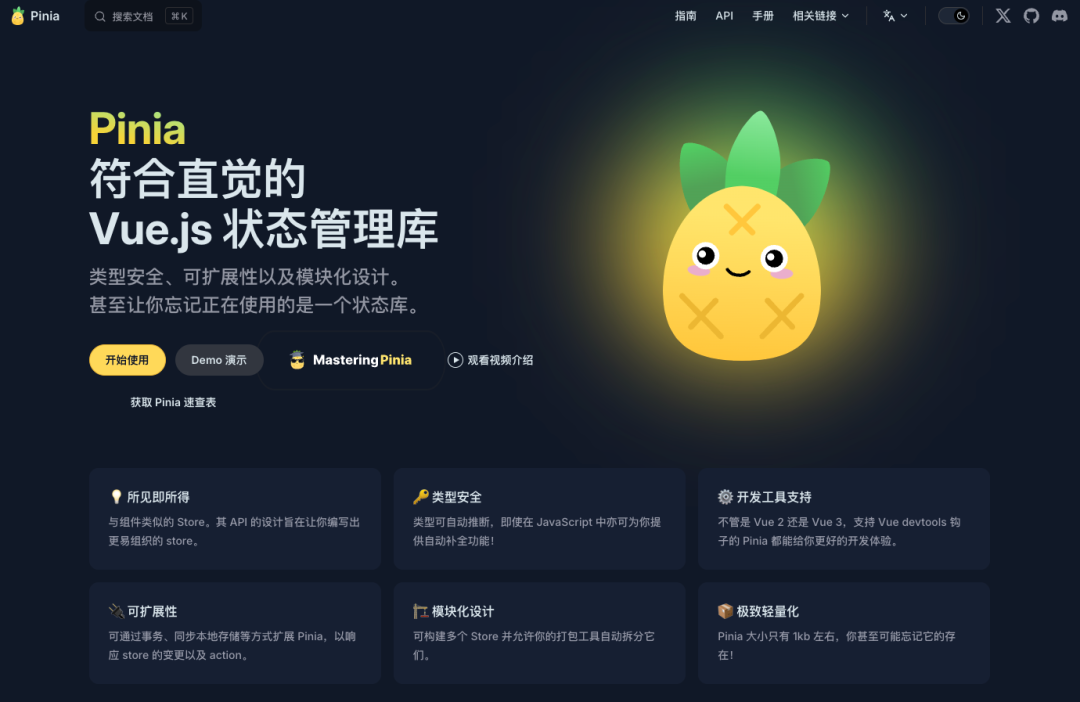 Pinia
搜索文档
⌘K
指南
API
手册
相关链接
Pinia
符合直觉的
Vue.js 状态管理库
类型安全、可扩展性以及模块化设计。
甚至让你忘记正在使用的是一个状态库。
开始使用
Demo 演示
MasteringPinia
观看视频介绍
获取 Pinia 速查表
所见即所得
与组件类似的 Store。其 API 的设计旨在让你编写出
更易组织的 store。
类型安全
类型可自动推断，即使在 JavaScript 中亦可为你提
供自动补全功能！
开发工具支持
不管是 Vue 2 还是 Vue 3，支持 Vue devtools 钩
子的 Pinia 都能给你更好的开发体验。
可扩展性
可通过事务、同步本地存储等方式扩展 Pinia，以响
应 store 的变更以及 action。
模块化设计
可构建多个 Store 并允许你的打包工具自动拆分它
们。
极致轻量化
Pinia 大小只有 1kb 左右，你甚至可能忘记它的存
在！